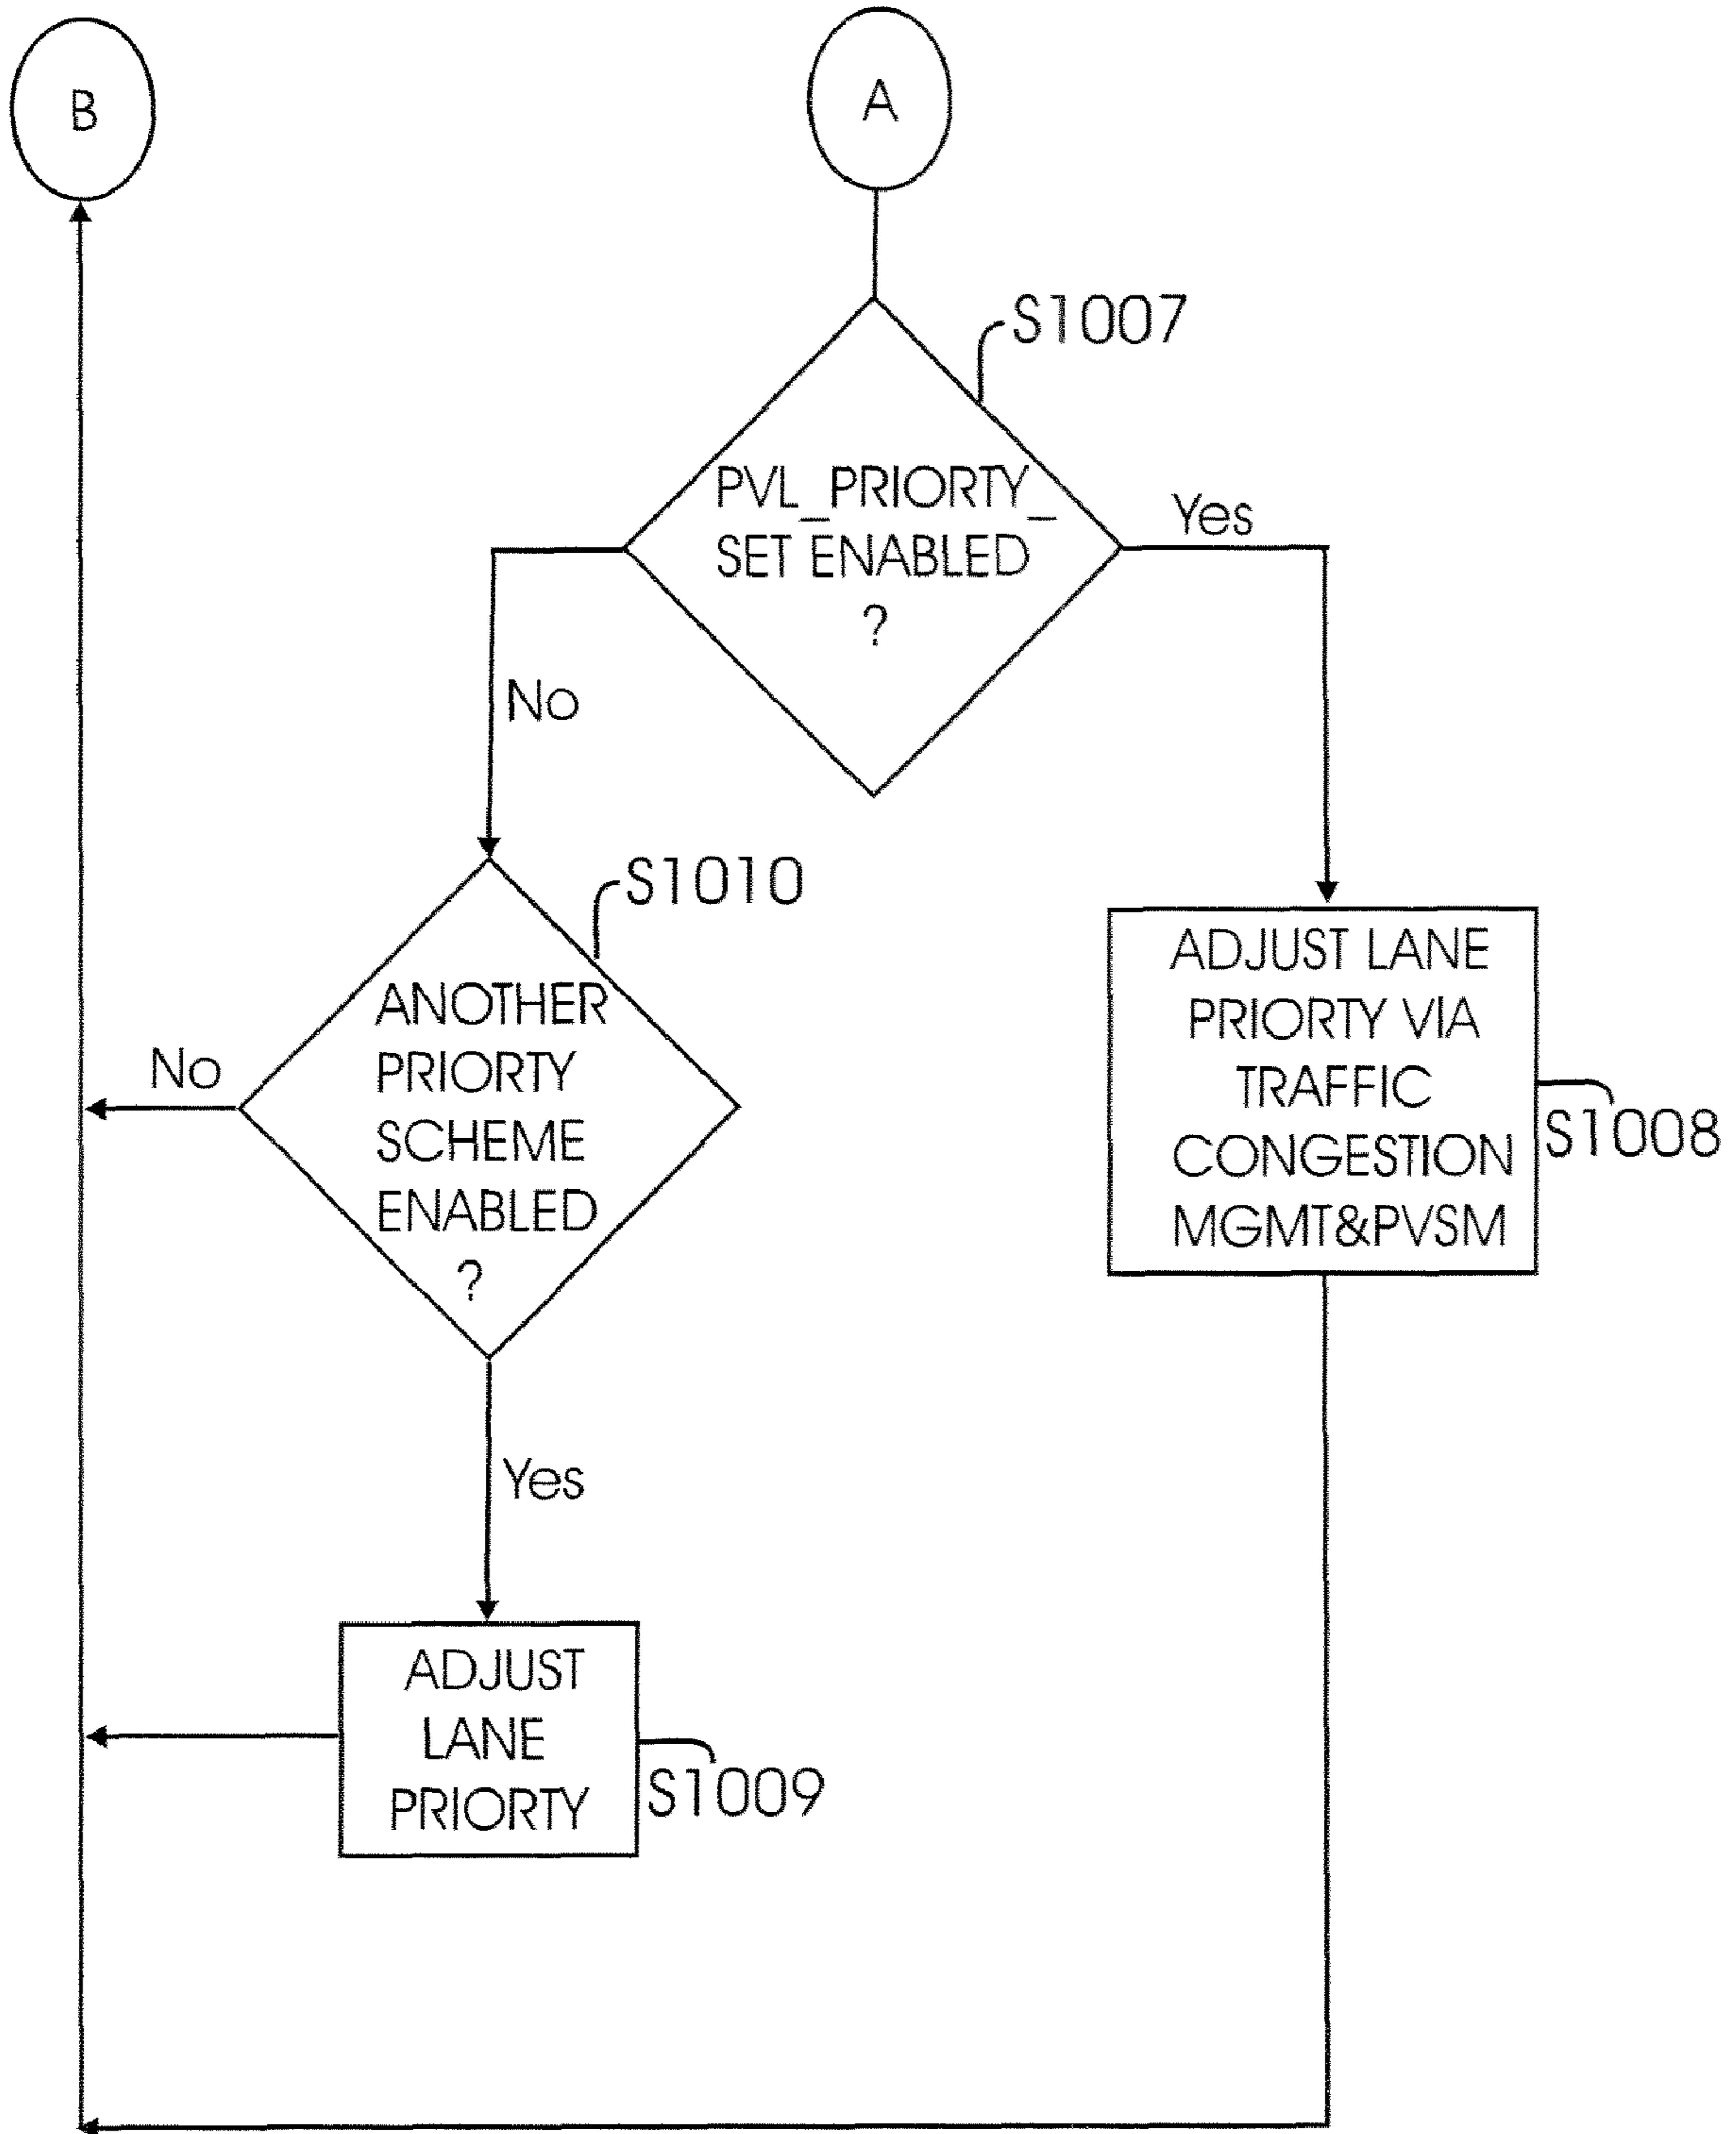 B
A
S1007
PVL_PRIORTY_
SET ENABLED
?
Yes
No
S1010
ANOTHER
PRIORTY
SCHEME
ENABLED
?
No
ADJUST LANE
PRIORTY VIA
TRAFFIC
CONGESTION
MGMT&PVSM
S1008
Yes
ADJUST
LANE
PRIORTY
S1009